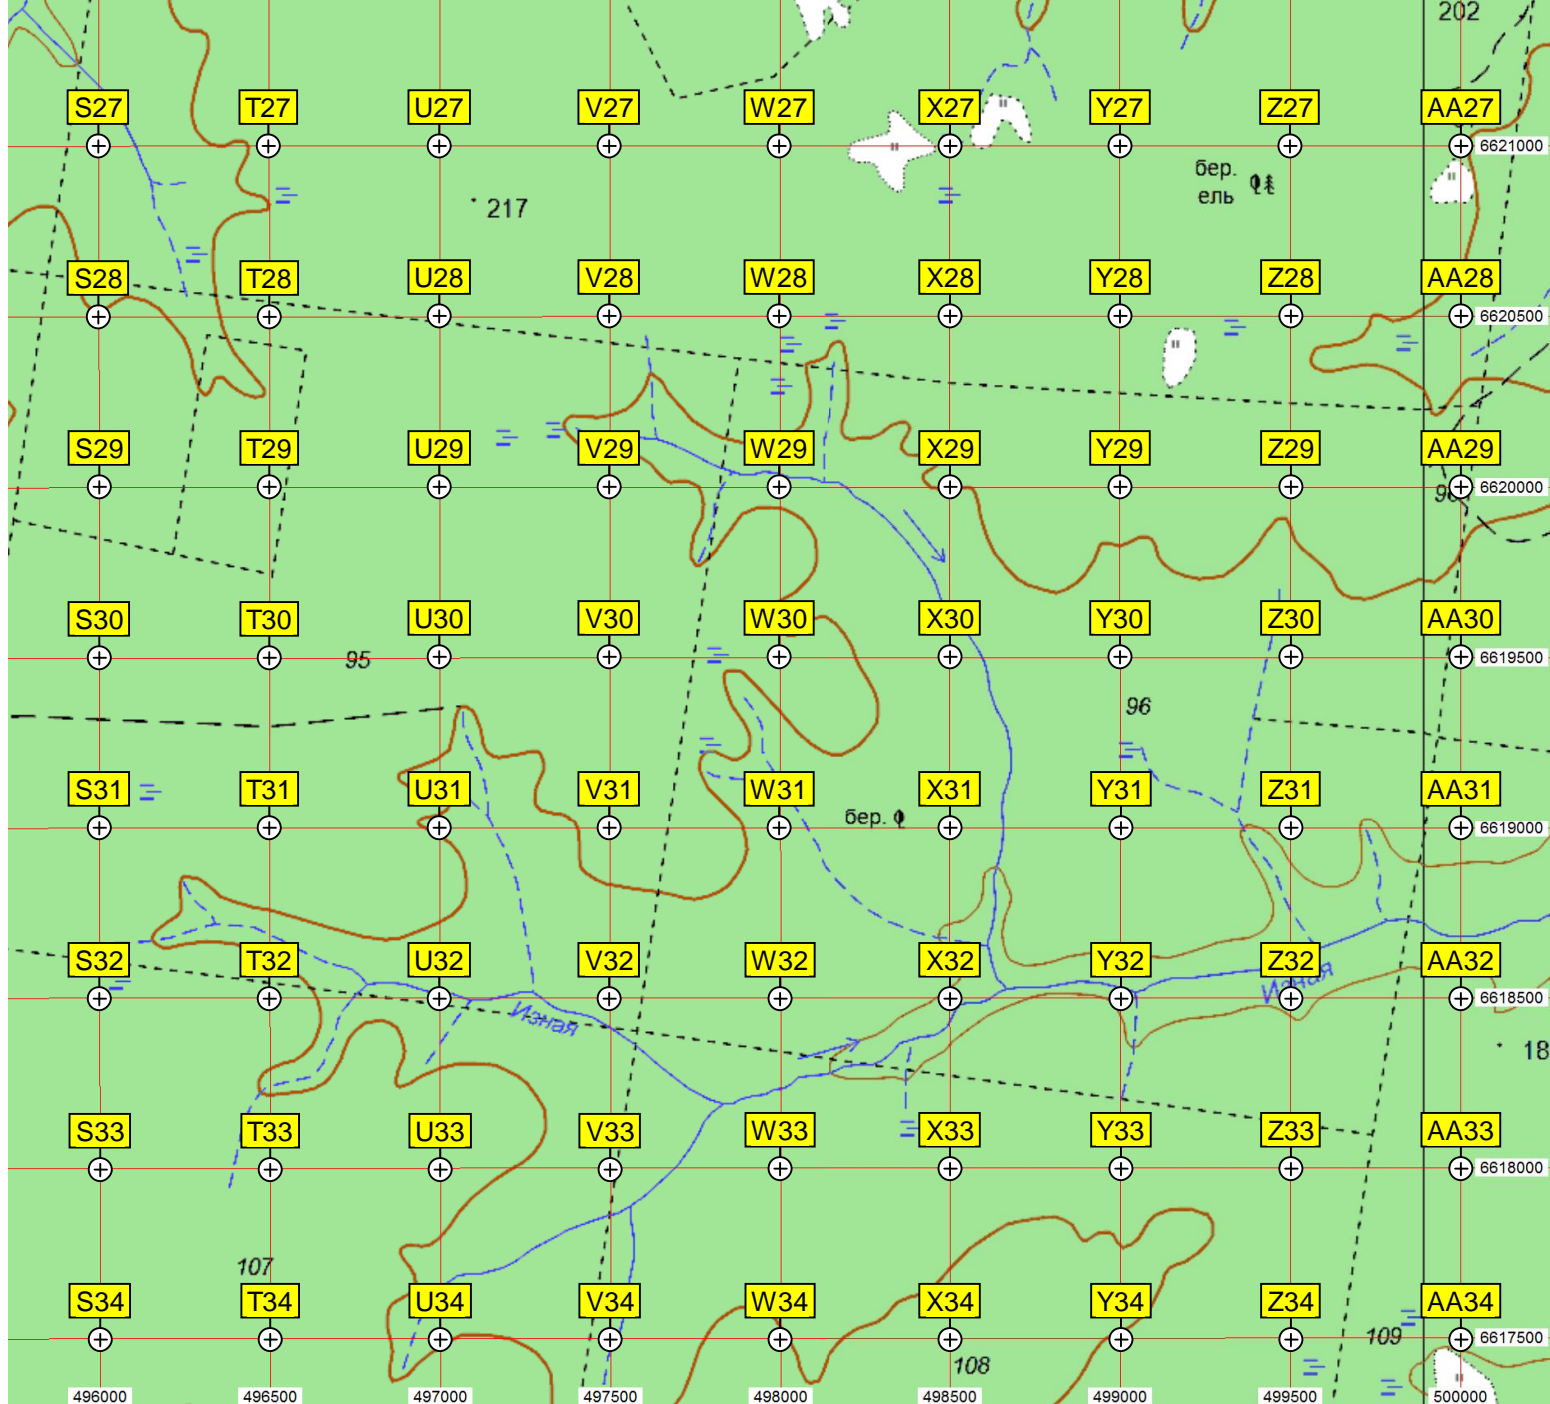 202
S27 T27 U27 V27 W27 X27 Y27 Z27 AA27
6621000
бер.
ель
217
S28 T28 U28 V28 W28 X28 Y28 Z28 AA28
6620500
S29 T29 U29 V29 W29 X29 Y29 Z29 AA29
6620000
S30 T30 U30 V30 W30 X30 Y30 Z30 AA30
95
6619500
96
S31 T31 U31 V31 W31 X31 Y31 Z31 AA31
бер.
6619000
S32 T32 U32 V32 W32 X32 Y32 Z32 AA32
Изная
6618500
Изная
18
S33 T33 U33 V33 W33 X33 Y33 Z33 AA33
6618000
107
S34 T34 U34 V34 W34 X34 Y34 Z34 AA34
109
6617500
108
496000 496500 497000 497500 498000 498500 499000 499500 500000